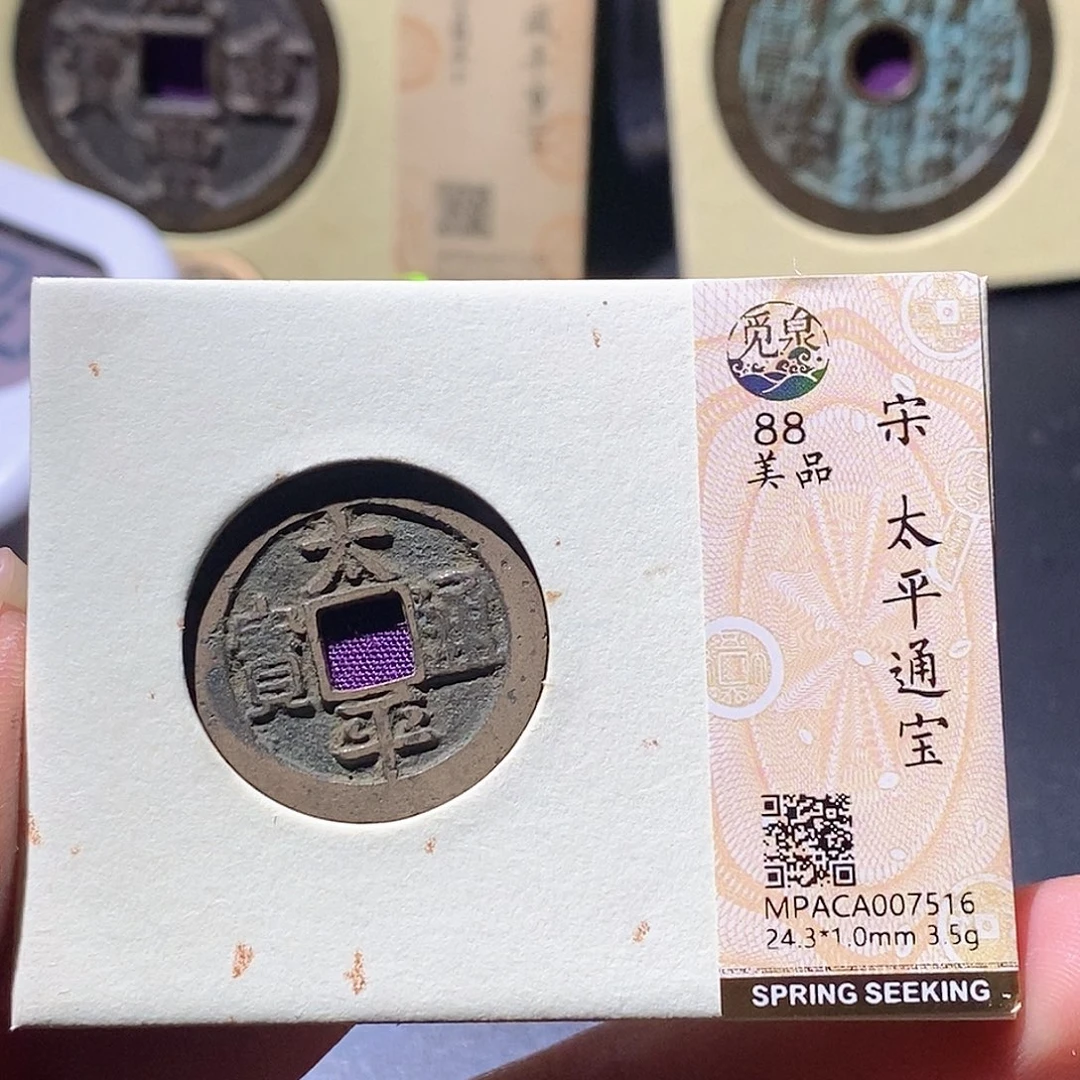 觅泉
88
美品
宋 太平通宝
太
平
通
寳
MPACA007516
24.3*1.0mm 3.5g
SPRING SEEKING